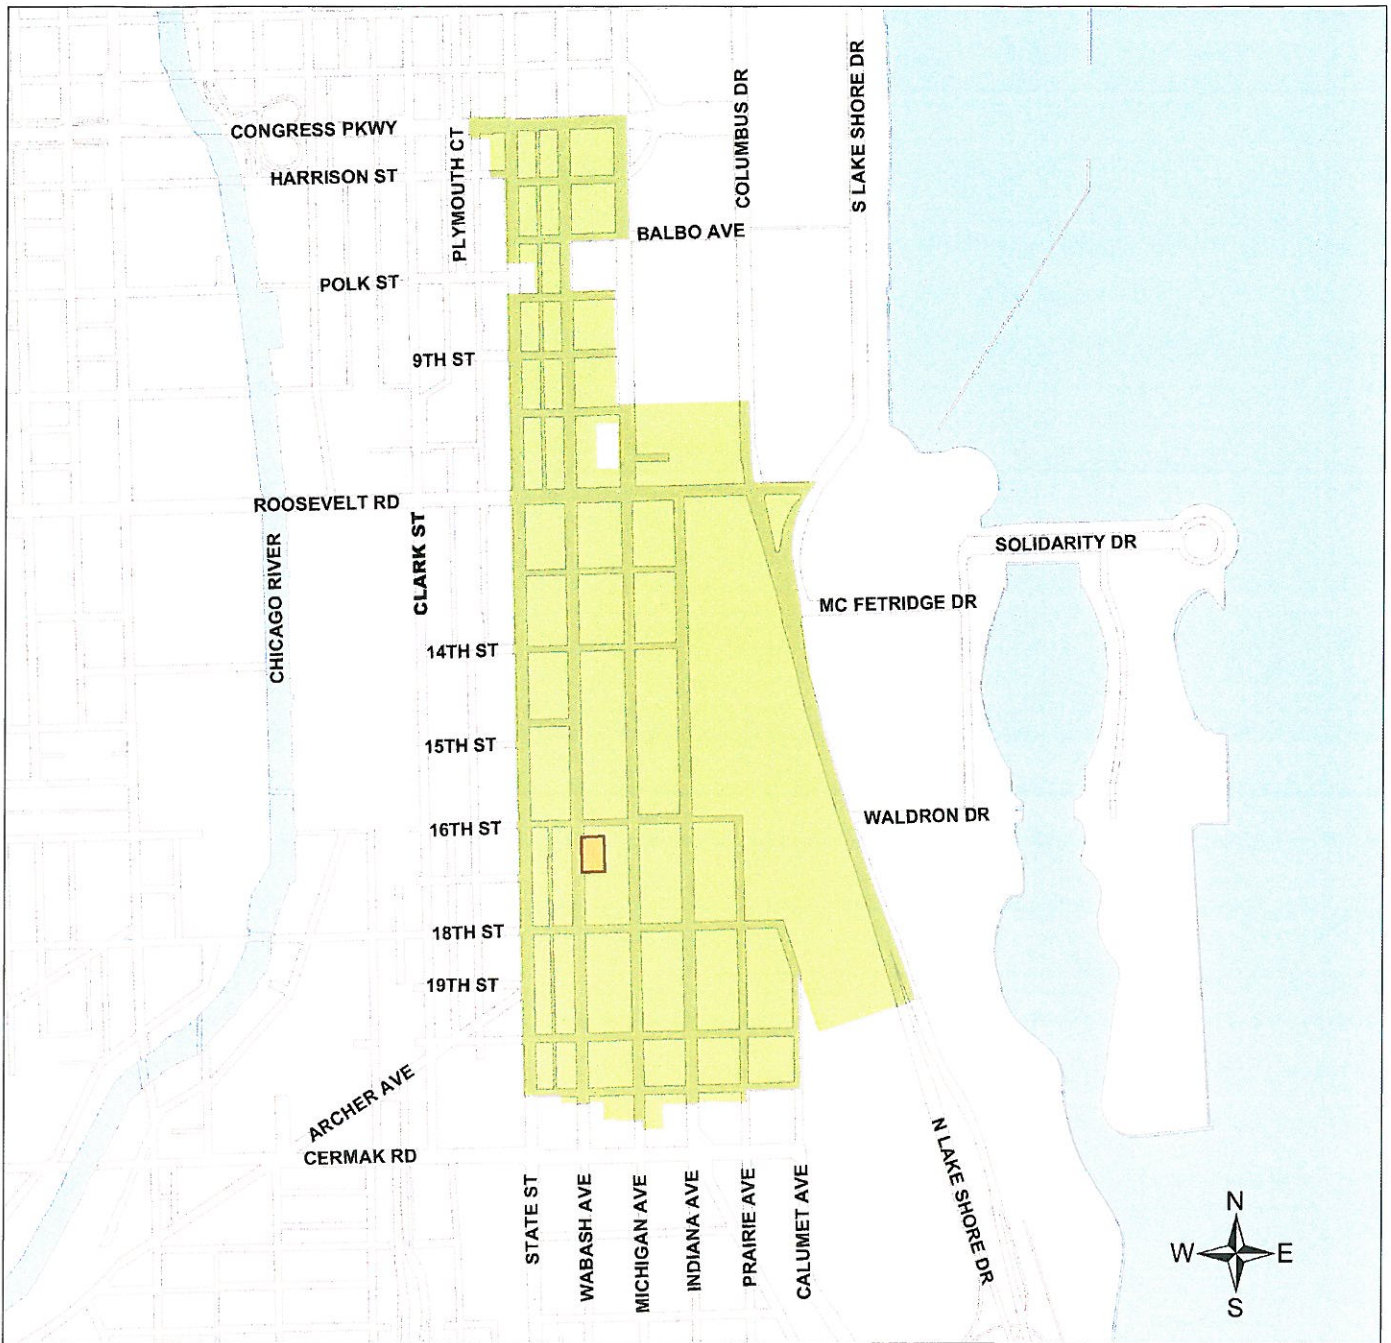 COLUMBUS DR
S LAKE SHORE DR
CONGRESS PKWY
PLYMOUTH CT
HARRISON ST
BALBO AVE
POLK ST
9TH ST
ROOSEVELT RD
CLARK ST
CHICAGO RIVER
SOLIDARITY DR
MC FETRIDGE DR
14TH ST
15TH ST
16TH ST
WALDRON DR
18TH ST
19TH ST
ARCHER AVE
CERMAK RD
STATE ST
WABASH AVE
MICHIGAN AVE
INDIANA AVE
PRAIRIE AVE
CALUMET AVE
N LAKE SHORE DR
N
W
E
S